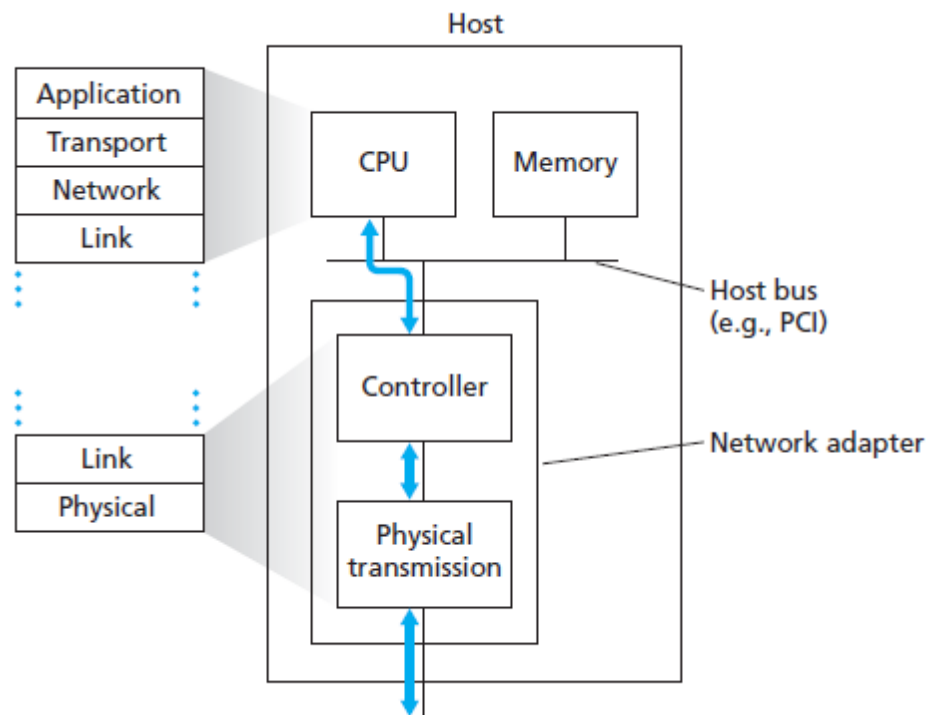 Host
Application
Transport
Network
Link
CPU
Memory
Host bus
(e.g., PCI)
Controller
Network adapter
Link
Physical
Physical
transmission